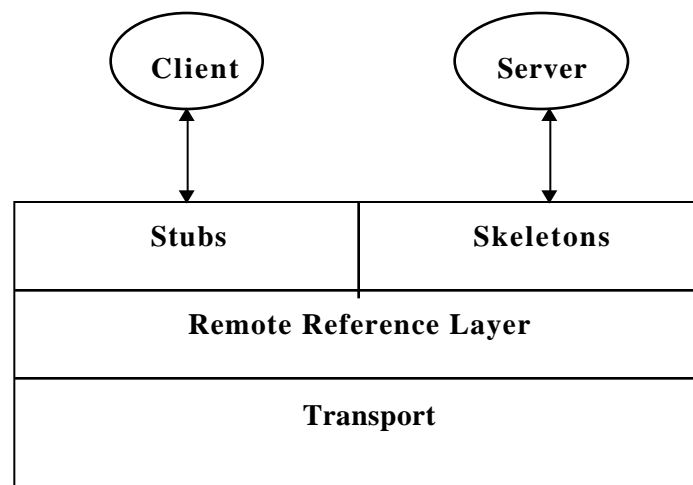 Client
Server
Stubs
Skeletons
Remote Reference Layer
Transport